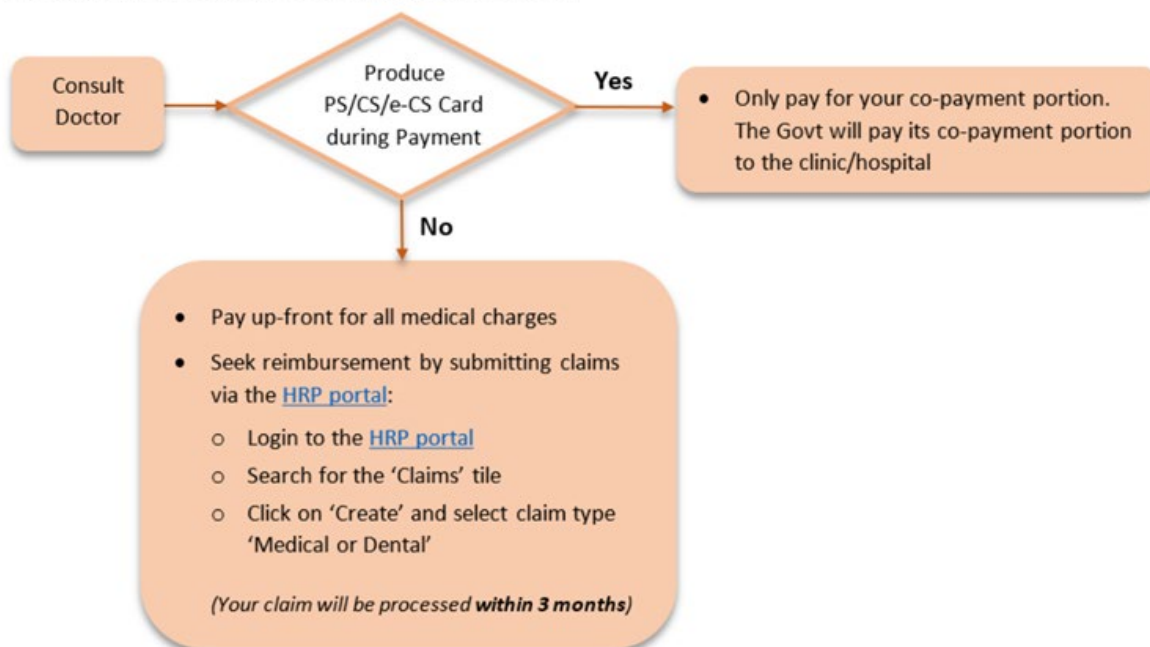 Consult
Doctor
Produce
PS/CS/e-CS Card
during Payment
Yes
• Only pay for your co-payment portion.
The Govt will pay its co-payment portion
to the clinic/hospital
No
• Pay up-front for all medical charges
• Seek reimbursement by submitting claims
via the HRP portal:
o Login to the HRP portal
o Search for the ‘Claims’ tile
o Click on ‘Create’ and select claim type
‘Medical or Dental’
(Your claim will be processed within 3 months)